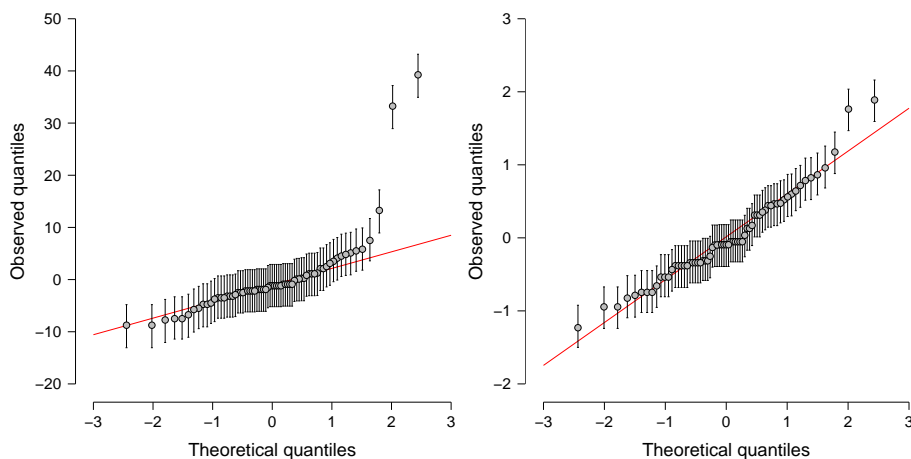 50
40
30
20
10
0
−10
−20
Observed quantiles
−3 −2 −1 0 1 2 3
Theoretical quantiles
3
2
1
0
−1
−2
Observed quantiles
−3 −2 −1 0 1 2 3
Theoretical quantiles